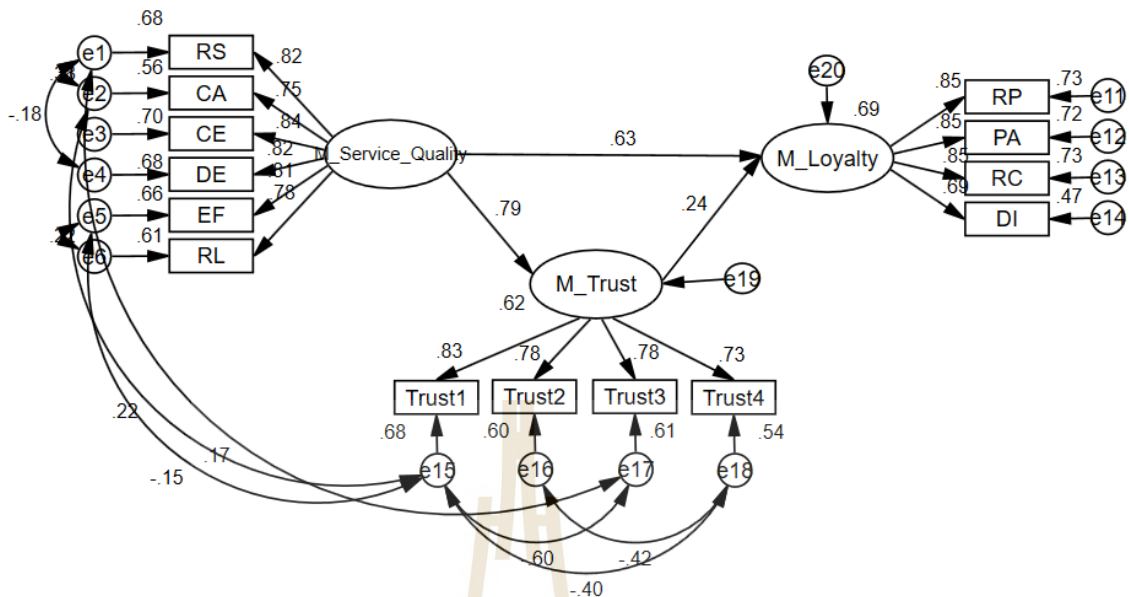 .68
e1
RS
.82
.56
e2
CA
.75
-.18
.70
e3
CE
.84
.68
e4
DE
.82
.66
e5
EF
.81
.61
e6
RL
.78
M_Service_Quality
.63
e20
.69
M_Loyalty
.85
RP
.73
e11
.85
PA
.72
e12
.85
RC
.73
e13
.69
DI
.47
e14
.79
.24
M_Trust
e19
.62
.83
.78
.78
.73
Trust1
Trust2
Trust3
Trust4
.22
.68
.60
.61
.54
.17
-.15
e15
e16
e17
e18
-.60
-.42
-.40